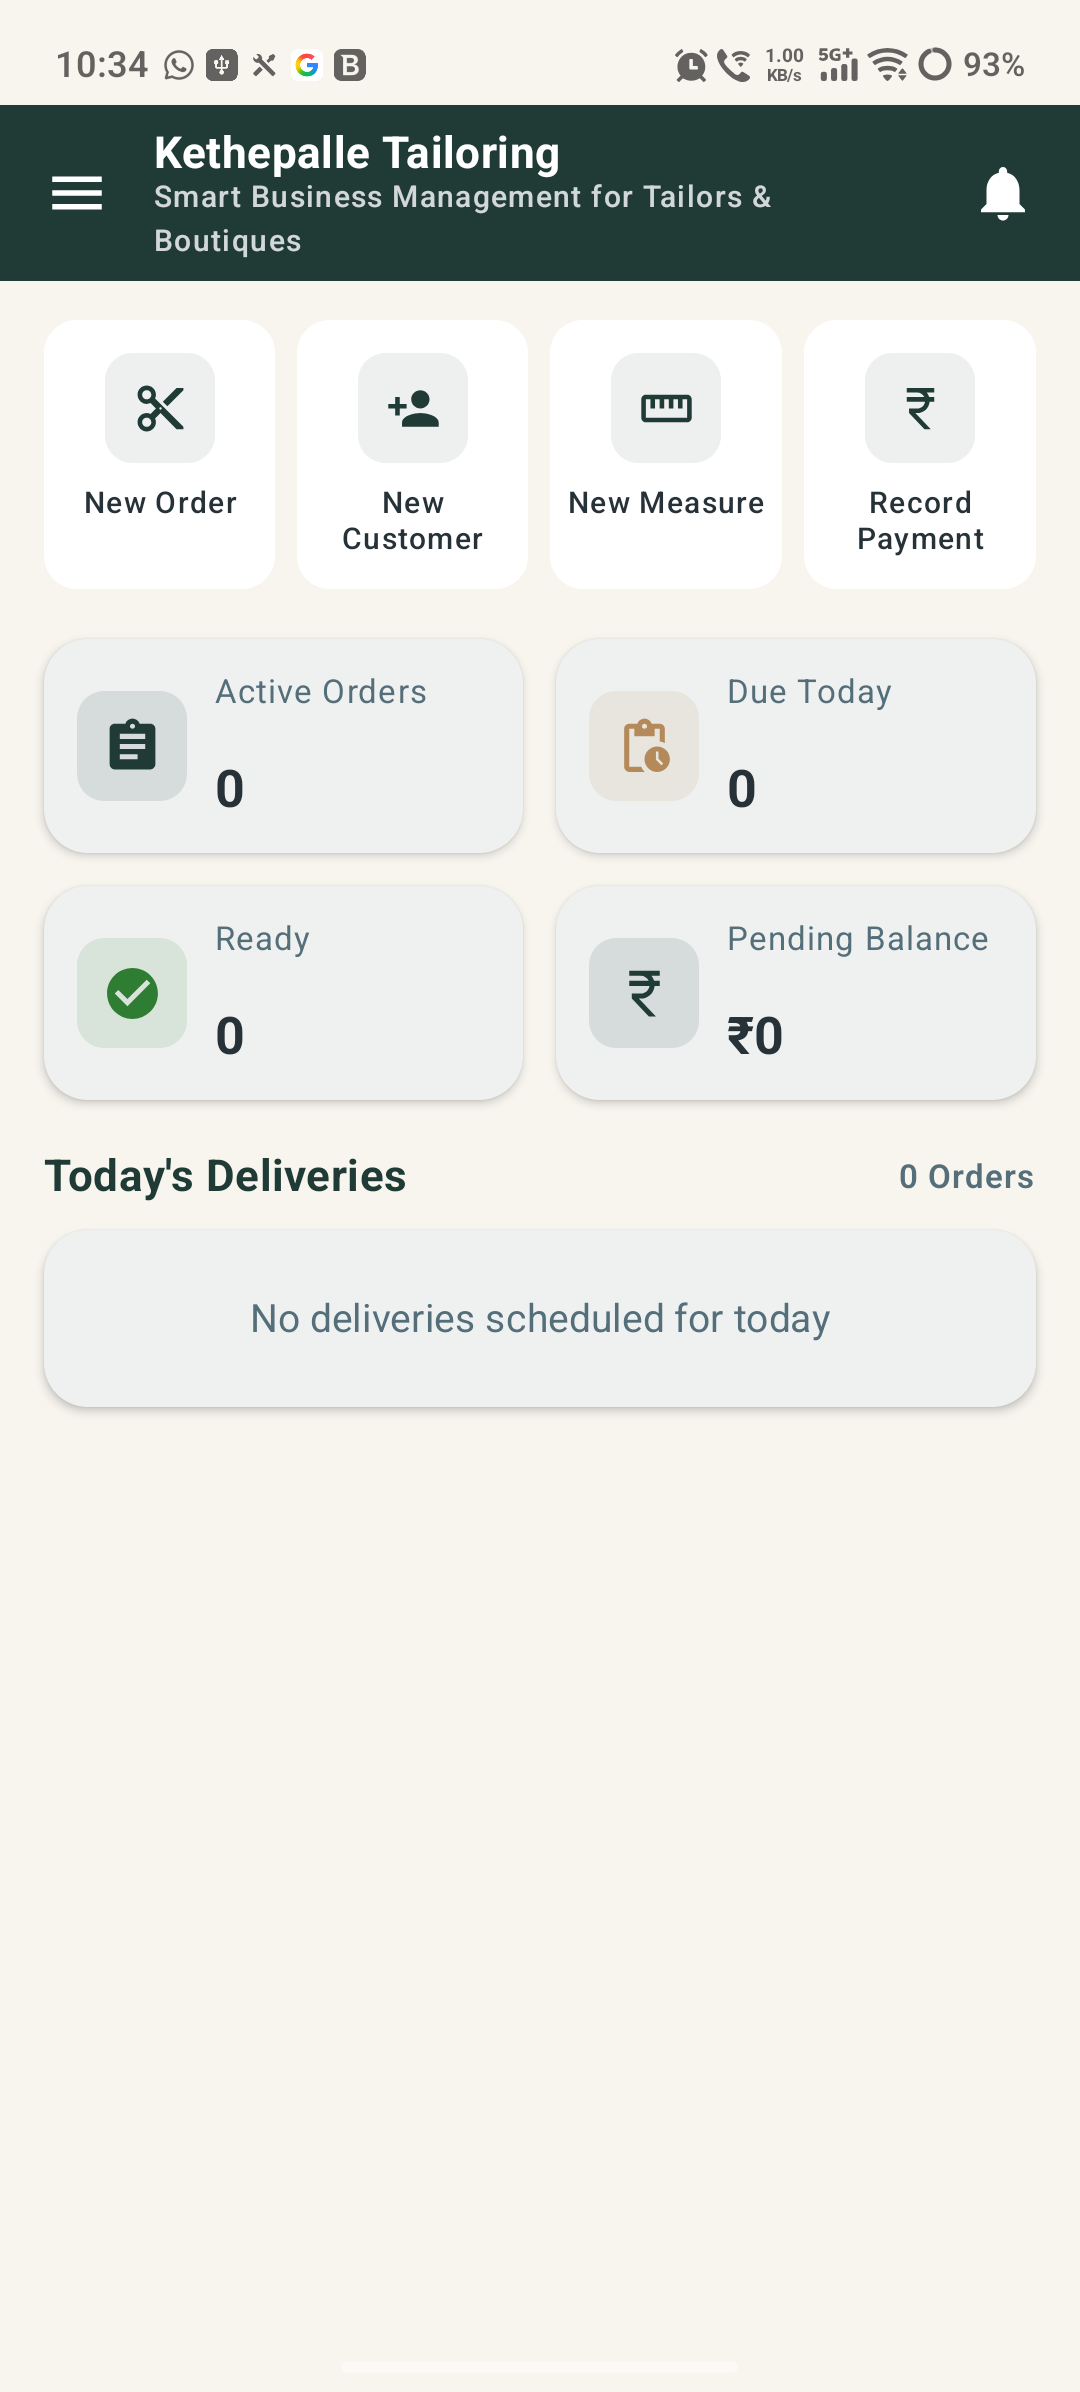 10:34 B 1.00 KB/s 5G+ 93%
Kethepalle Tailoring
Smart Business Management for Tailors &
Boutiques
New Order
New
Customer
New Measure
Record
Payment
Active Orders
0
Due Today
0
Ready
0
Pending Balance
₹0
Today's Deliveries
0 Orders
No deliveries scheduled for today